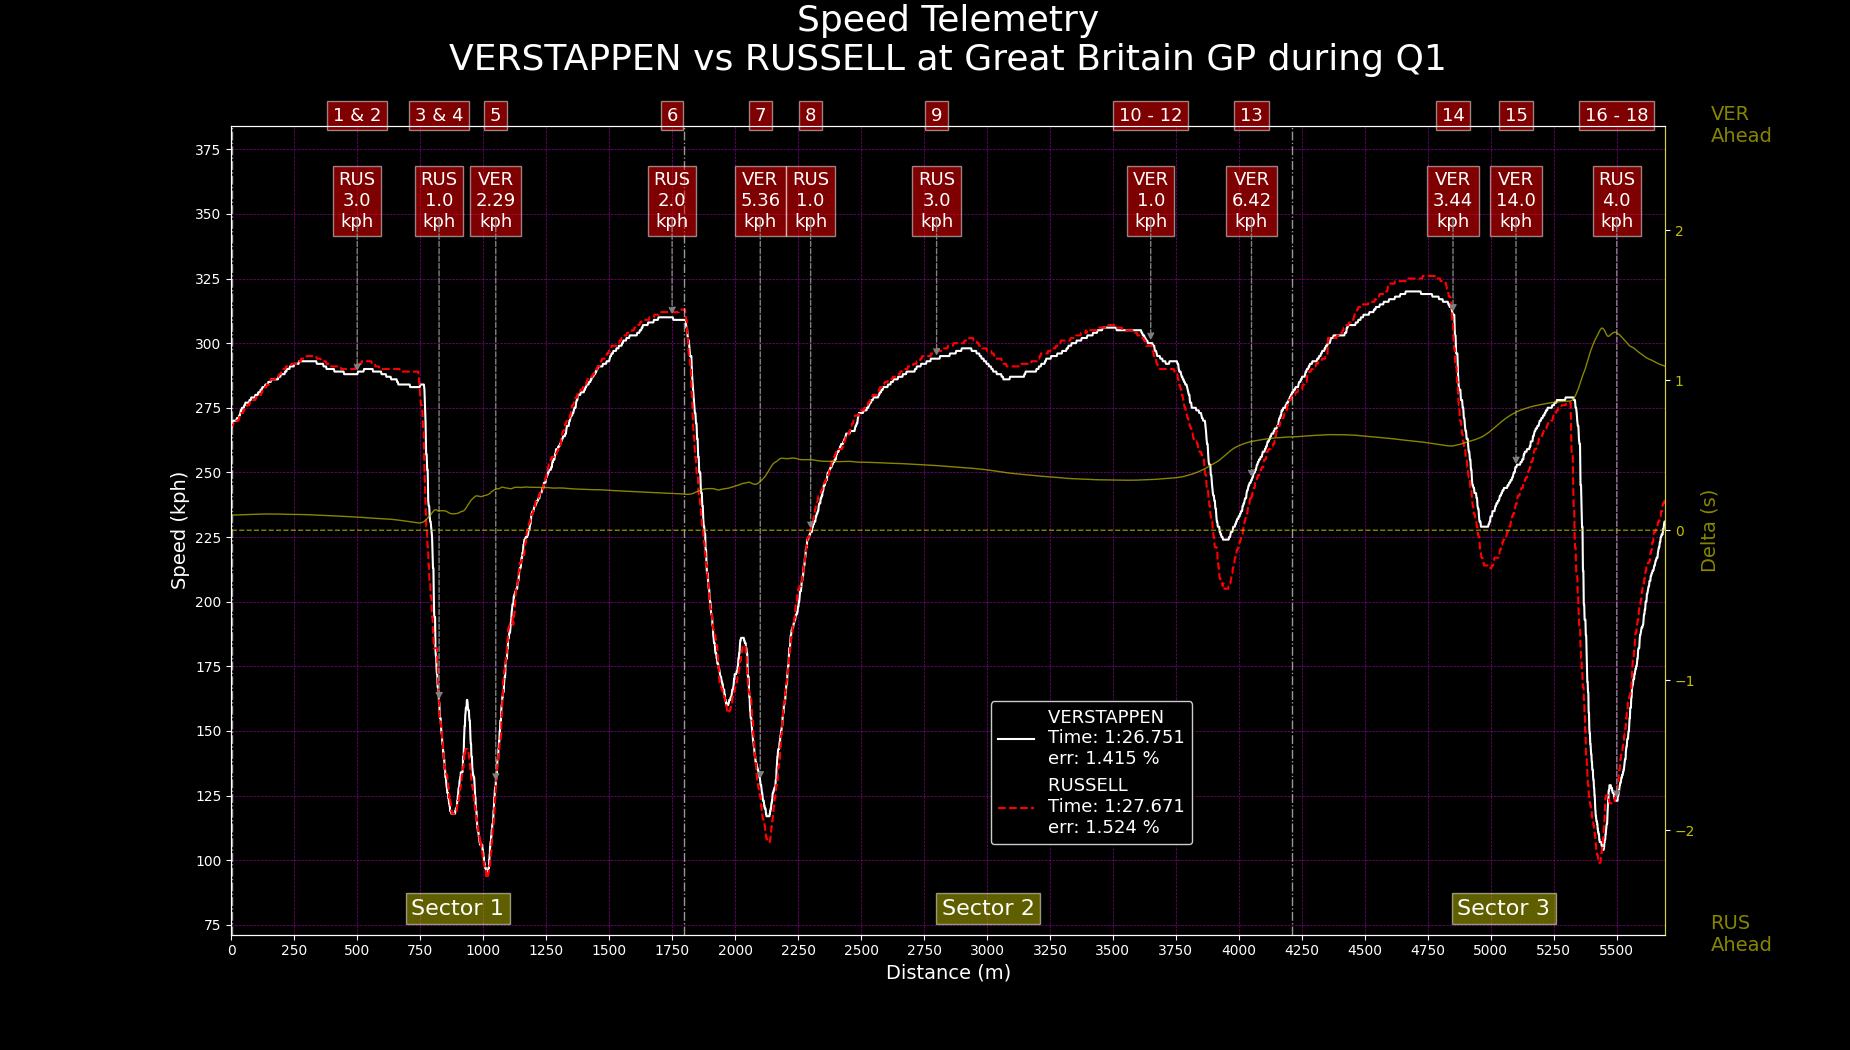 Speed Telemetry
VERSTAPPEN vs RUSSELL at Great Britain GP during Q1
1 & 2
3 & 4
5
6
7
8
9
10 - 12
13
14
15
16 - 18
VER
Ahead
RUS
3.0
kph
RUS
1.0
kph
VER
2.29
kph
RUS
2.0
kph
VER
5.36
kph
RUS
1.0
kph
RUS
3.0
kph
VER
1.0
kph
VER
6.42
kph
VER
3.44
kph
VER
14.0
kph
RUS
4.0
kph
375
350
325
300
275
250
225
200
175
150
125
100
75
Speed (kph)
2
1
0
−1
−2
Delta (s)
VERSTAPPEN
Time: 1:26.751
err: 1.415 %
RUSSELL
Time: 1:27.671
err: 1.524 %
Sector 1
Sector 2
Sector 3
RUS
Ahead
0
250
500
750
1000
1250
1500
1750
2000
2250
2500
2750
3000
3250
3500
3750
4000
4250
4500
4750
5000
5250
5500
Distance (m)